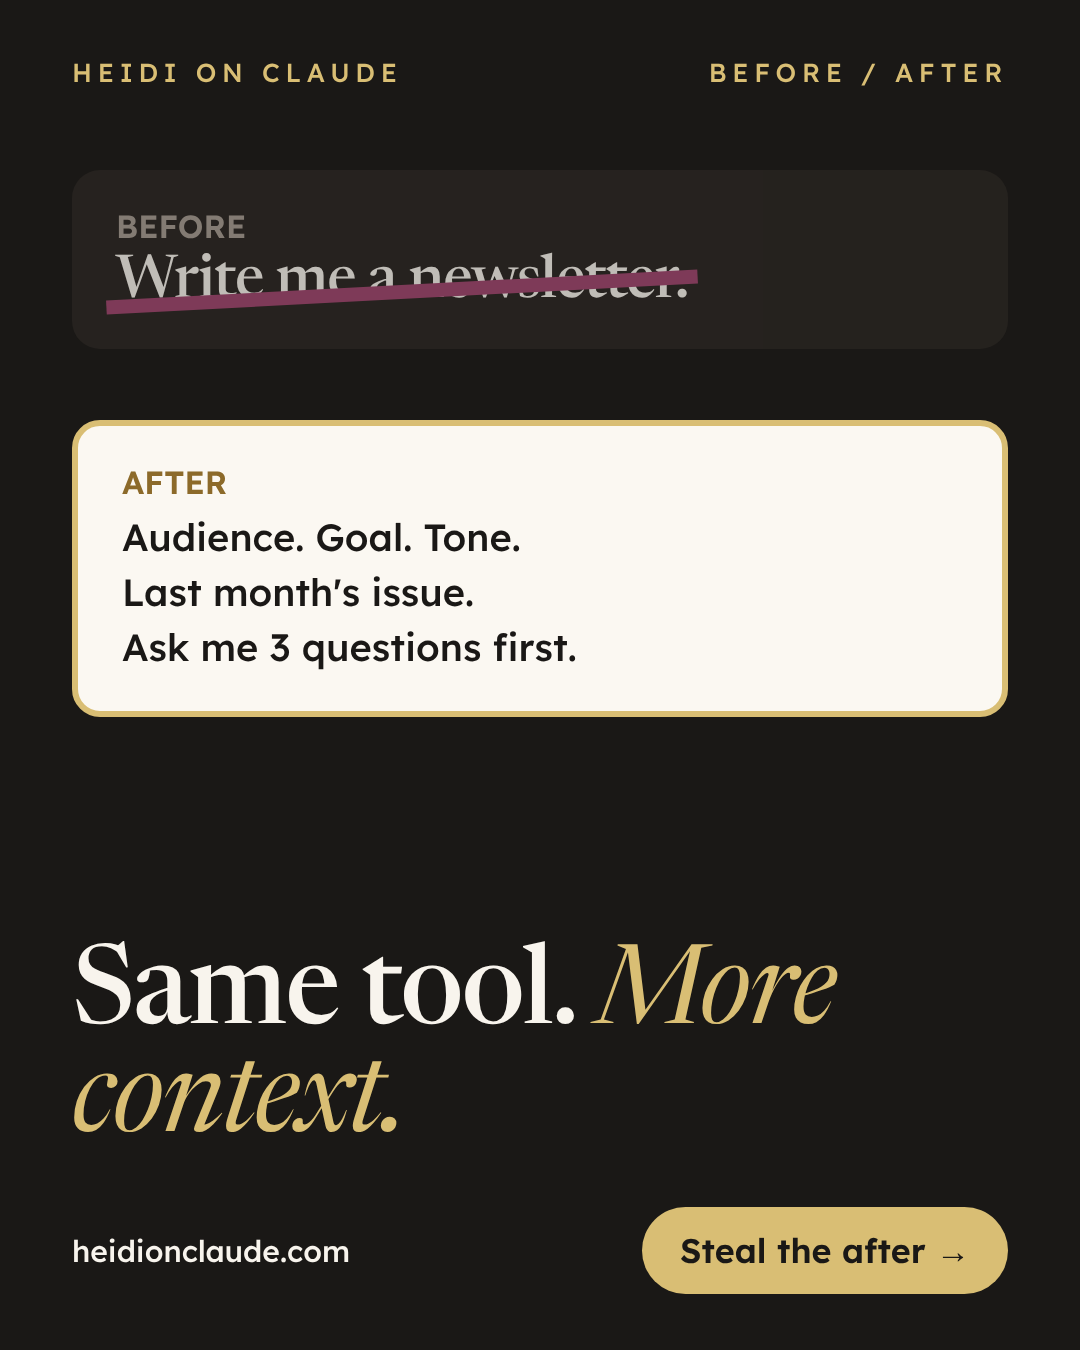 HEIDI ON CLAUDE
BEFORE / AFTER
BEFORE
Write me a newsletter.
AFTER
Audience. Goal. Tone.
Last month's issue.
Ask me 3 questions first.
Same tool. More
context.
heidionclaude.com
Steal the after →